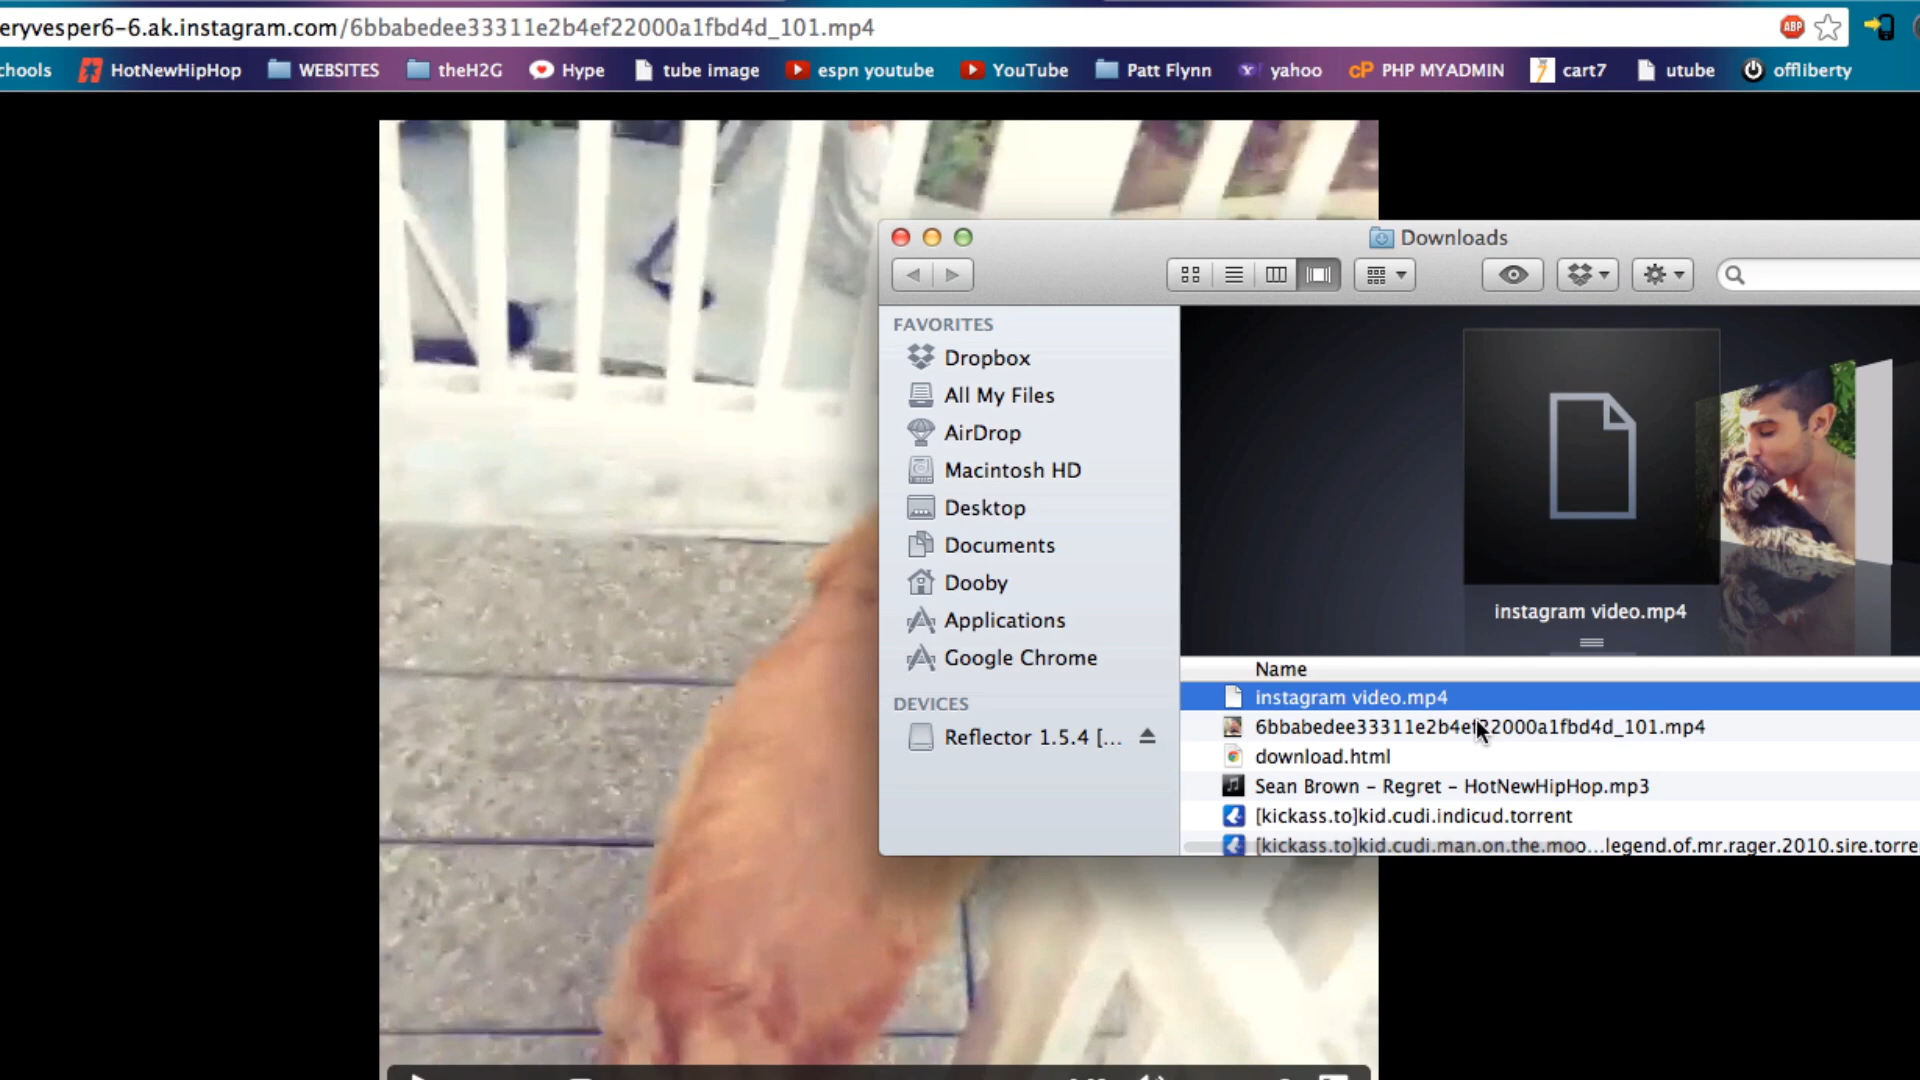 eryvesper6-6.ak.instagram.com/6bbabedee33311e2b4ef22000a1fbd4d_101.mp4
ABP
chools HotNewHipHop WEBSITES theH2G Hype tube image espn youtube YouTube Patt Flynn yahoo cP PHP MYADMIN 7 cart7 utube offliberty
Downloads
FAVORITES
Dropbox
All My Files
AirDrop
Macintosh HD
Desktop
Documents
Dooby
Applications
Google Chrome
DEVICES
Reflector 1.5.4 [...
instagram video.mp4
Name
instagram video.mp4
6bbabedee33311e2b4ef22000a1fbd4d_101.mp4
download.html
Sean Brown – Regret – HotNewHipHop.mp3
[kickass.to]kid.cudi.indicud.torrent
[kickass.to]kid.cudi.man.on.the.moo...legend.of.mr.rager.2010.sire.torre